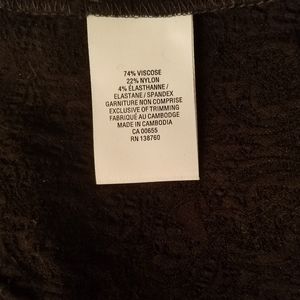 74% VISCOSE
22% NYLON
4% ÉLASTHANNE /
ELASTANE / SPANDEX
GARNITURE NON COMPRISE
EXCLUSIVE OF TRIMMING
FABRIQUÉ AU CAMBODGE
MADE IN CAMBODIA
CA 00655
RN 138760